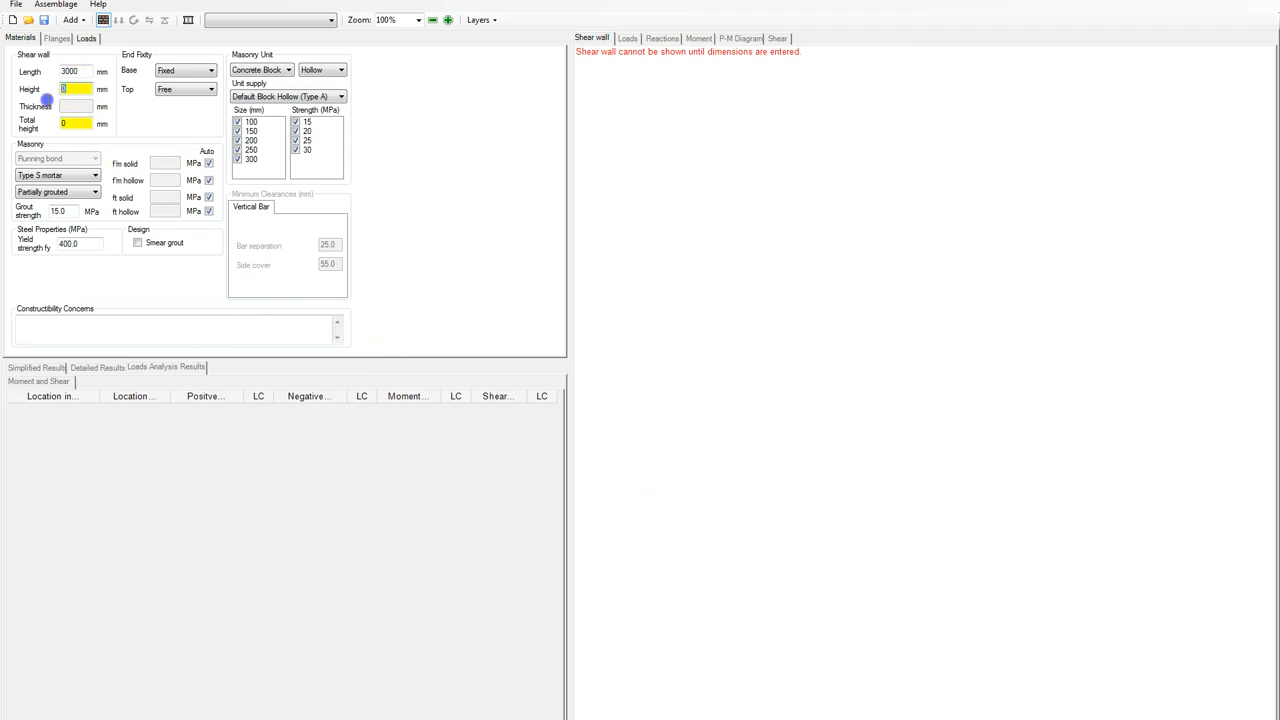 File Assemblage Help
Add Zoom: 100% Layers
Materials Flanges Loads
Shear wall
Length 3000 mm
Height 0 mm
Thickness mm
Total height 0 mm
End Fixity
Base Fixed
Top Free
Masonry Unit
Concrete Block Hollow
Unit supply
Default Block Hollow (Type A)
Size (mm) Strength (MPa)
100 15
150 20
200 25
250 30
300
Masonry
Auto
Running bond
Type S mortar
Partially grouted
Grout strength 15.0 MPa
f'm solid MPa
f'm hollow MPa
ft solid MPa
ft hollow MPa
Minimum Clearances (mm)
Vertical Bar
Bar separation 25.0
Side cover 55.0
Steel Properties (MPa)
Yield strength fy 400.0
Design
Smear grout
Constructibility Concerns
Simplified Results Detailed Results Loads Analysis Results
Moment and Shear
Location in... Location... Positve... LC Negative... LC Moment... LC Shear... LC
Shear wall Loads Reactions Moment P-M Diagram Shear
Shear wall cannot be shown until dimensions are entered.